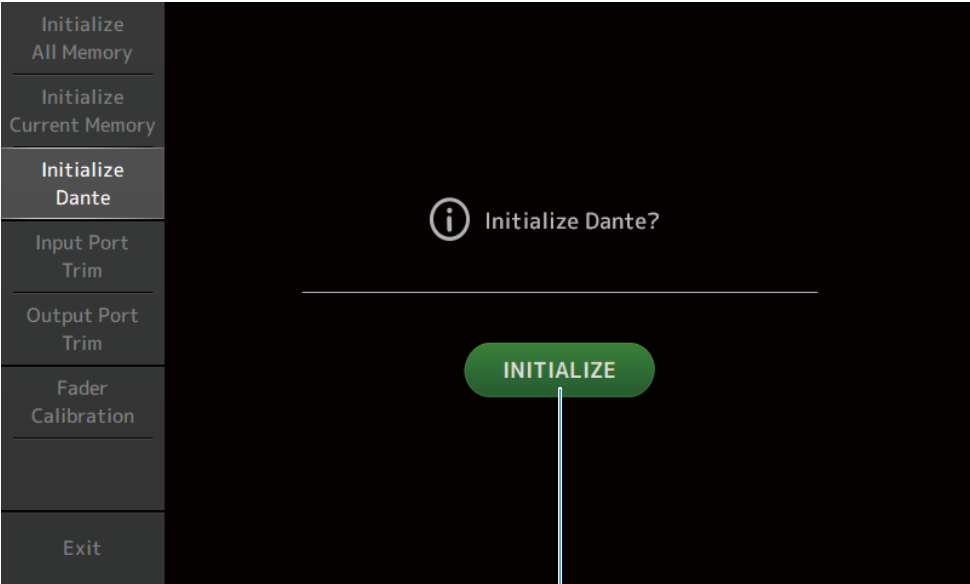 Initialize
All Memory
Initialize
Current Memory
Initialize
Dante
Input Port
Trim
Output Port
Trim
Fader
Calibration
Exit
Initialize Dante?
INITIALIZE